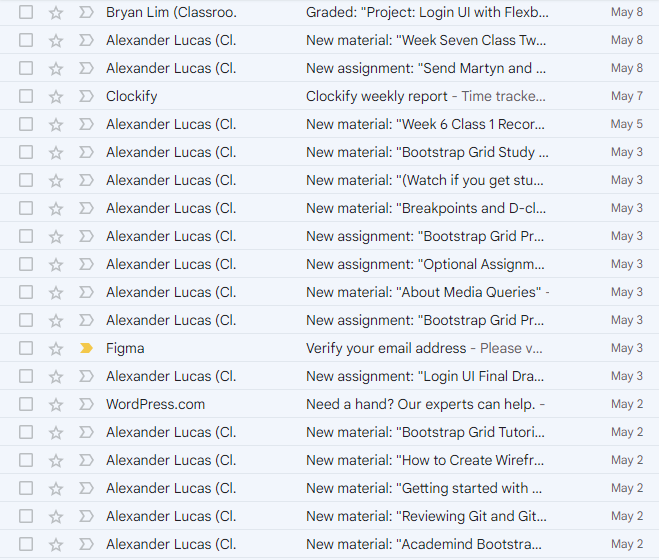 Bryan Lim (Classroo. Graded: "Project: Login UI with Flexb... May 8
Alexander Lucas (Cl. New material: "Week Seven Class Tw... May 8
Alexander Lucas (Cl. New assignment: "Send Martyn and ... May 8
Clockify Clockify weekly report - Time tracke... May 7
Alexander Lucas (Cl. New material: "Week 6 Class 1 Recor... May 5
Alexander Lucas (Cl. New material: "Bootstrap Grid Study ... May 3
Alexander Lucas (Cl. New material: "(Watch if you get stu... May 3
Alexander Lucas (Cl. New material: "Breakpoints and D-cl... May 3
Alexander Lucas (Cl. New assignment: "Bootstrap Grid Pr... May 3
Alexander Lucas (Cl. New assignment: "Optional Assignm... May 3
Alexander Lucas (Cl. New material: "About Media Queries" - May 3
Alexander Lucas (Cl. New assignment: "Bootstrap Grid Pr... May 3
Figma Verify your email address - Please v... May 3
Alexander Lucas (Cl. New assignment: "Login UI Final Dra... May 3
WordPress.com Need a hand? Our experts can help. - May 2
Alexander Lucas (Cl. New material: "Bootstrap Grid Tutori... May 2
Alexander Lucas (Cl. New material: "How to Create Wirefr... May 2
Alexander Lucas (Cl. New material: "Getting started with ... May 2
Alexander Lucas (Cl. New material: "Reviewing Git and Git... May 2
Alexander Lucas (Cl. New material: "Academind Bootstra... May 2